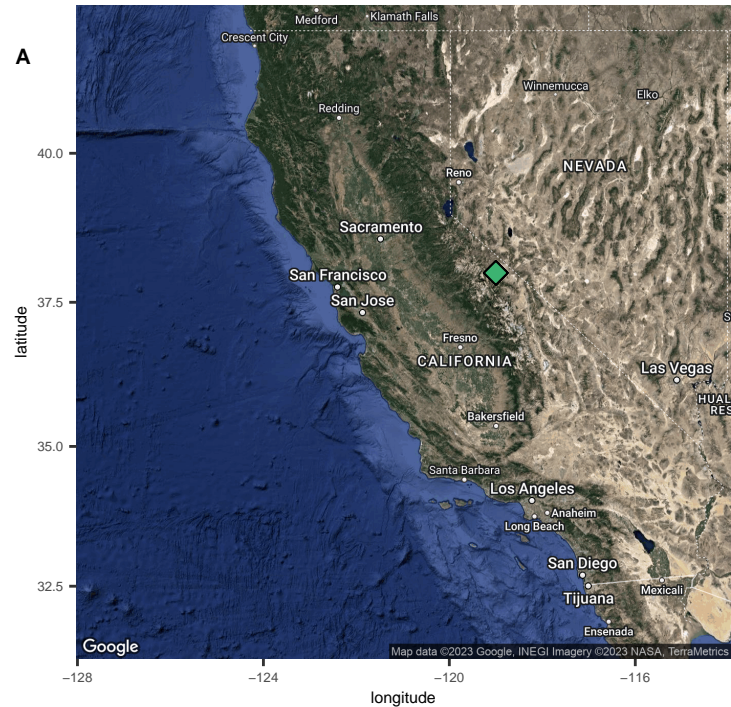 Medford
Klamath Falls
Crescent City
A
Winnemucca
Elko
Redding
40.0
NEVADA
Reno
Sacramento
San Francisco
37.5
San Jose
latitude
S
Fresno
CALIFORNIA
Las Vegas
HUAL
RES
Bakersfield
35.0
Santa Barbara
Los Angeles
Anaheim
Long Beach
San Diego
32.5
Mexicali
Tijuana
Ensenada
Google
Map data ©2023 Google, INEGI Imagery ©2023 NASA, TerraMetrics
−128
−124
−120
−116
longitude